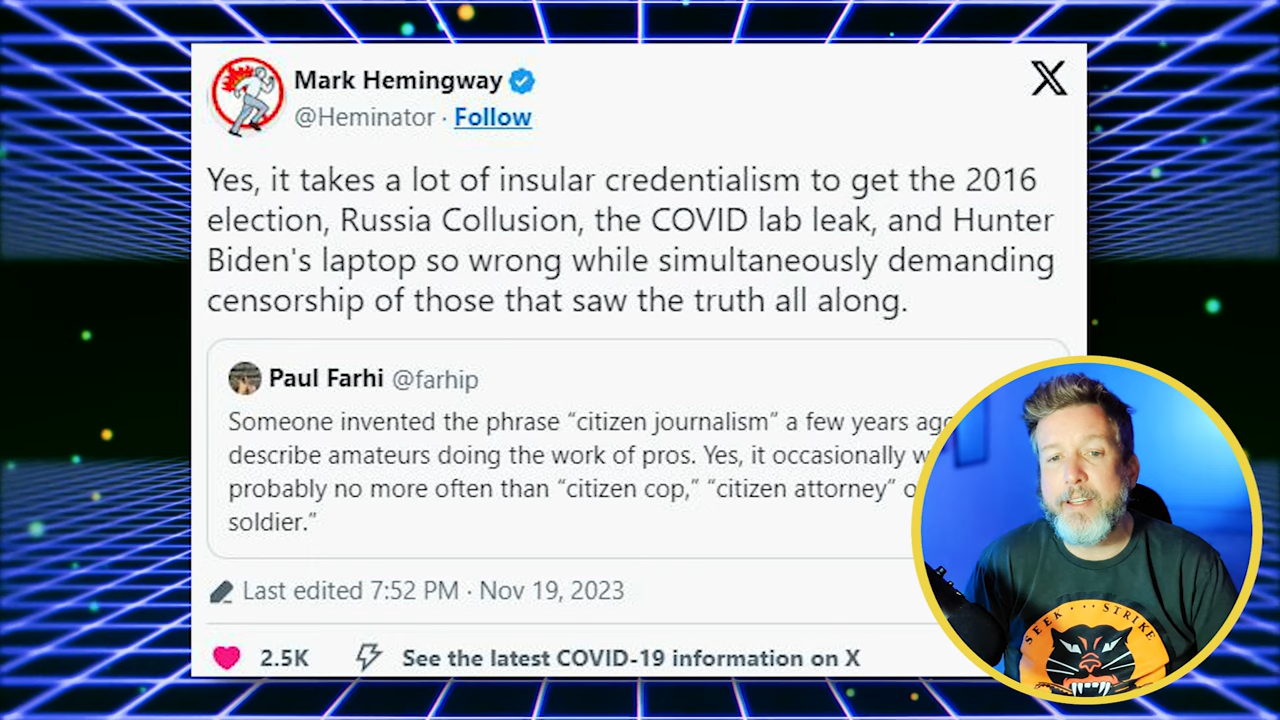 Mark Hemingway
@Heminator · Follow
Yes, it takes a lot of insular credentialism to get the 2016
election, Russia Collusion, the COVID lab leak, and Hunter
Biden's laptop so wrong while simultaneously demanding
censorship of those that saw the truth all along.
Paul Farhi @farhip
Someone invented the phrase “citizen journalism” a few years
describe amateurs doing the work of pros. Yes, it occasionally
probably no more often than “citizen cop,” “citizen attorney”
soldier.”
Last edited 7:52 PM · Nov 19, 2023
2.5K See the latest COVID-19 information on X
SEEK··· STRIKE